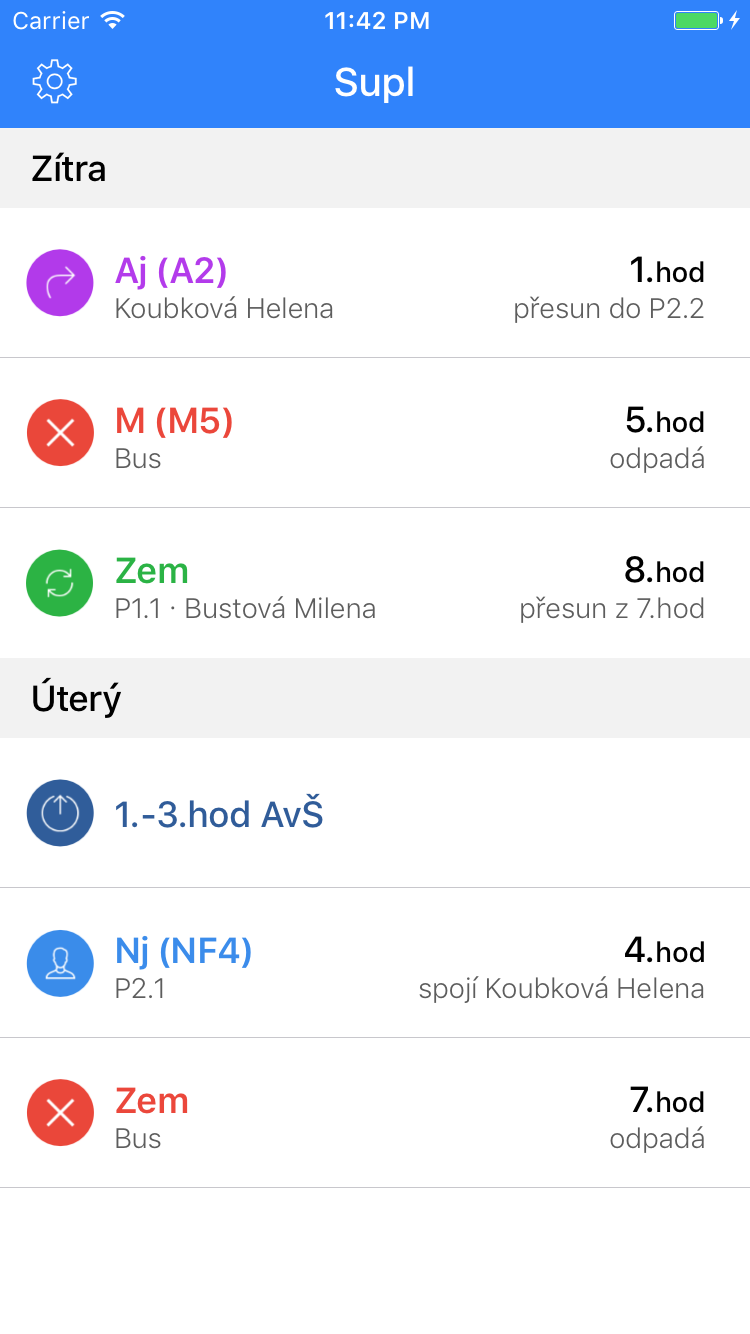 Carrier 11:42 PM
Supl
Zítra
Aj (A2) 1.hod
Koubková Helena přesun do P2.2
M (M5) 5.hod
Bus odpadá
Zem 8.hod
P1.1 · Bustová Milena přesun z 7.hod
Úterý
1.-3.hod AvŠ
Nj (NF4) 4.hod
P2.1 spojí Koubková Helena
Zem 7.hod
Bus odpadá